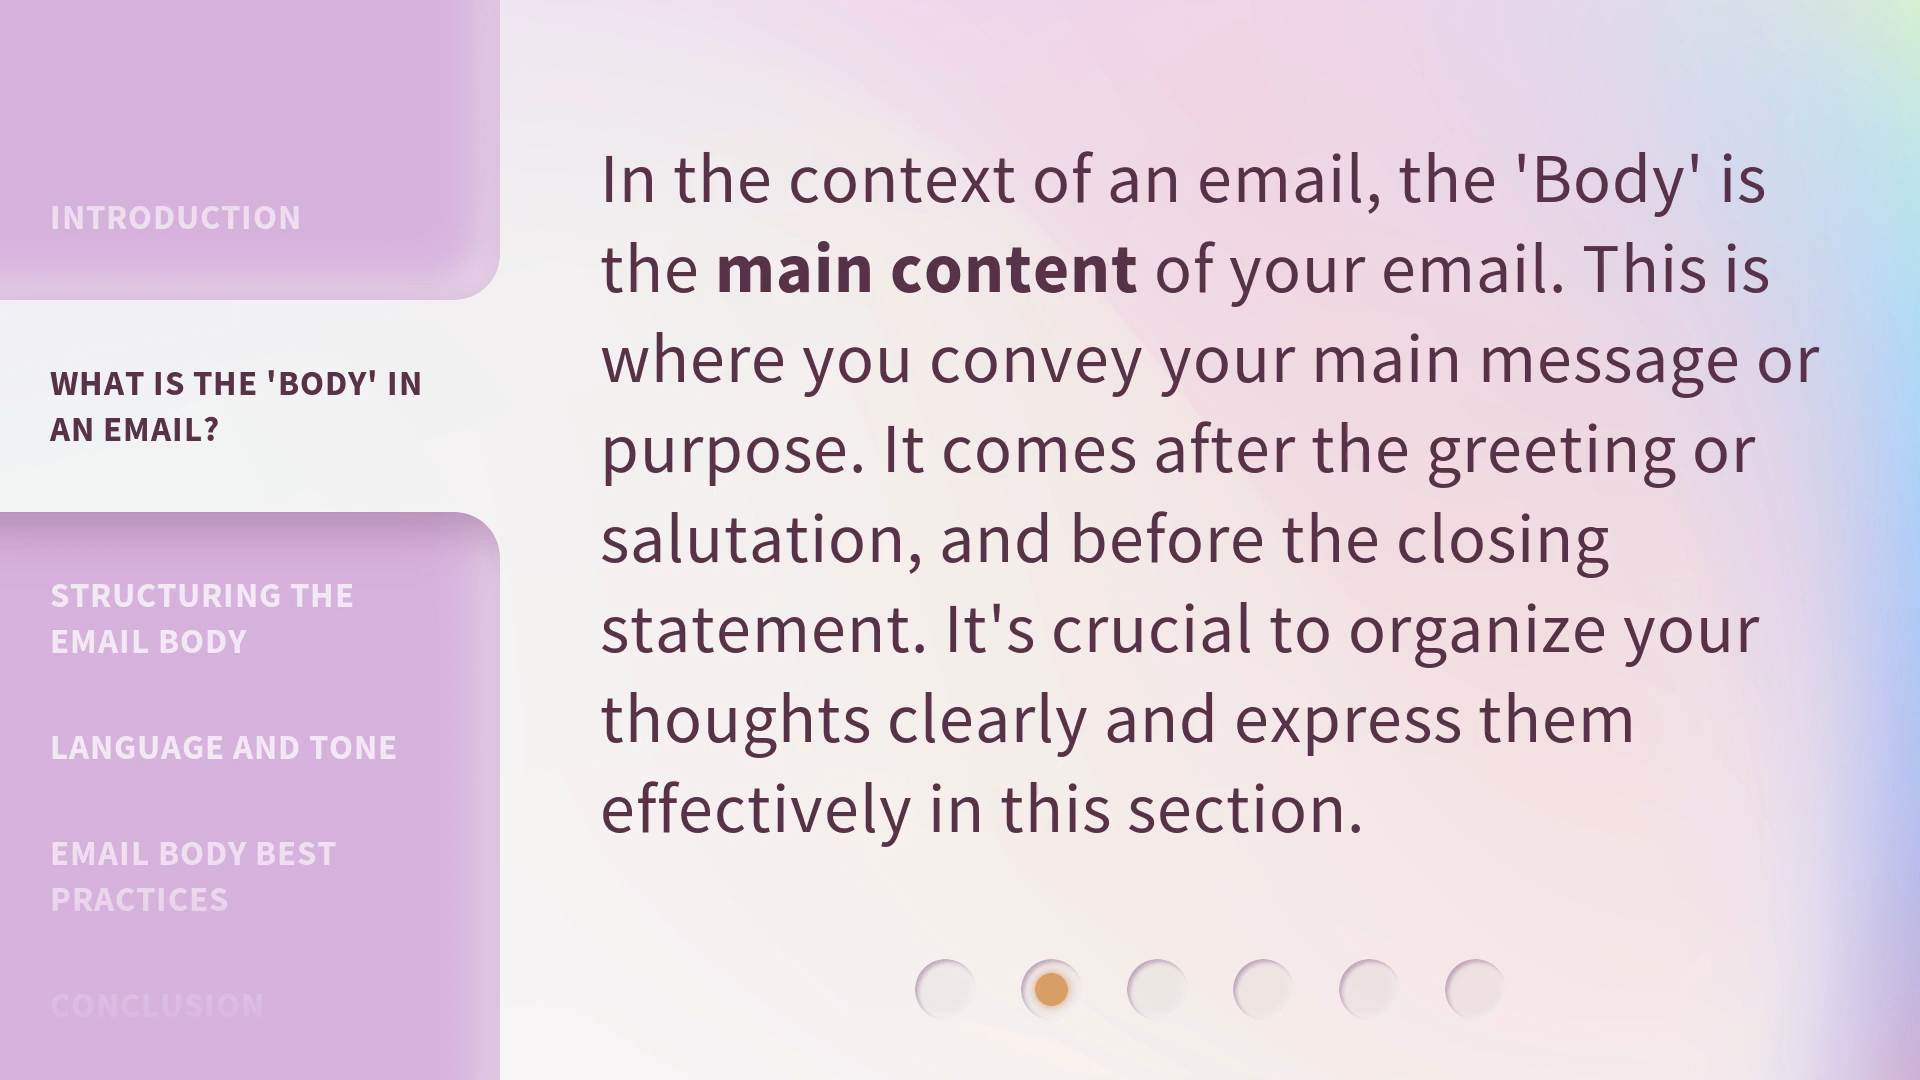 INTRODUCTION
WHAT IS THE 'BODY' IN
AN EMAIL?
STRUCTURING THE
EMAIL BODY
LANGUAGE AND TONE
EMAIL BODY BEST
PRACTICES
CONCLUSION
In the context of an email, the 'Body' is
the main content of your email. This is
where you convey your main message or
purpose. It comes after the greeting or
salutation, and before the closing
statement. It's crucial to organize your
thoughts clearly and express them
effectively in this section.